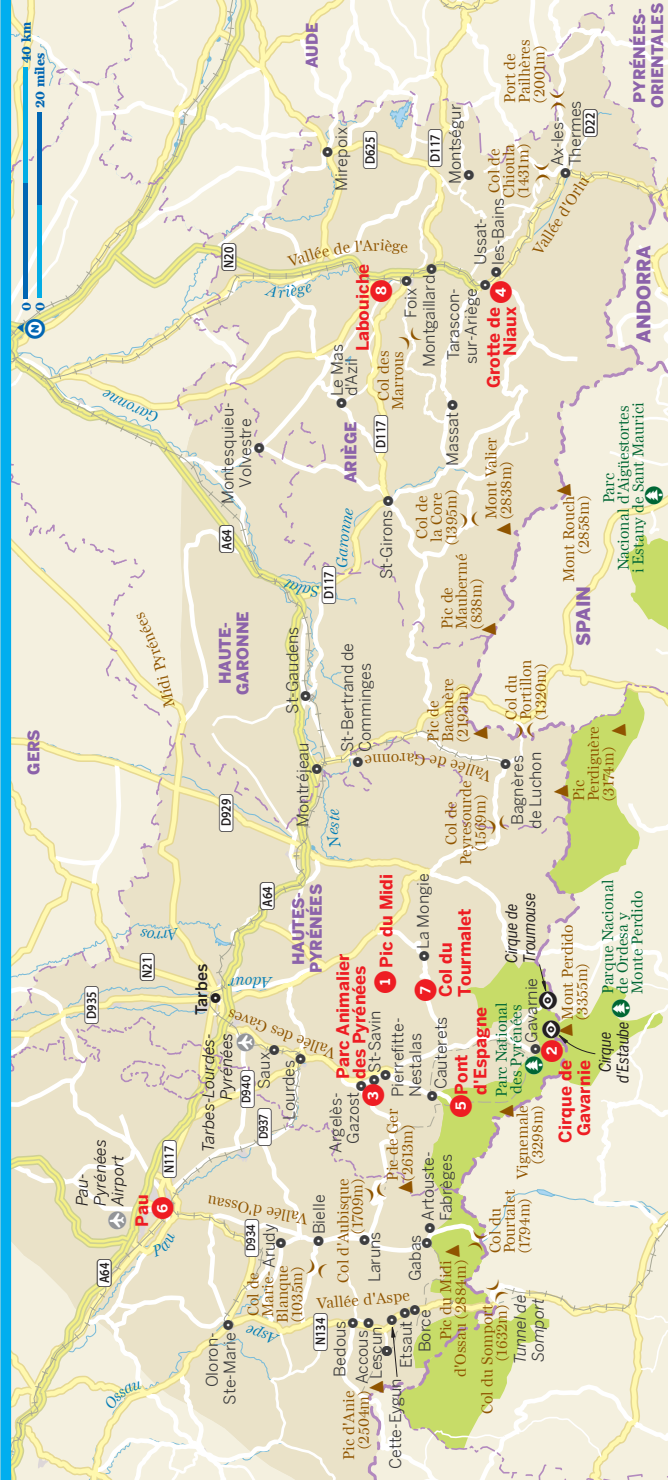 0
40 km
0
20 miles
N
GERS
AUDE
PYRÉNÉES-
ORIENTALES
HAUTE-
GARONNE
HAUTES-
PYRÉNÉES
ARIÈGE
SPAIN
ANDORRA
Pau-
Pyrénées
Airport
Pau
6
N117
A64
Pau
Ossau
Oloron-
Ste-Marie
Aspe
N134
D934
Col de
Marie-
Blanque
(1035m)
Arudy
Bielle
Vallée d'Ossau
Col d'Aubisque
(1709m)
Laruns
Vallée d'Aspe
Bedous
Accous
Lescun
Cette-Eygun
Etsaut
Borce
Pic d'Anie
(2504m)
Gabas
Artouste-
Fabrèges
Pic du Midi
d'Ossau (2884m)
Col du Somport
(1632m)
Tunnel de
Somport
Col du
Pourtalet
(1794m)
Pic de Ger
(2613m)
D935
N21
Arros
Adour
Tarbes
Tarbes-Lourdes-
Pyrénées
D940
D937
Saux
Lourdes
Vallée des Gaves
Argelès-
Gazost
Parc Animalier
des Pyrénées
3
St-Savin
Pierrefitte-
Nestalas
Cauterets
1
Pic du Midi
7
Col du
Tourmalet
La Mongie
5
Pont
d'Espagne
Parc National
des Pyrénées
Vignemale
(3298m)
Cirque de
Gavarnie
2
Gavarnie
Cirque
d'Estaube
Cirque de
Troumouse
Mont Perdido
(3355m)
Parque Nacional
de Ordesa y
Monte Perdido
A64
D929
Midi Pyrénées
Montréjeau
Neste
St-Gaudens
St-Bertrand de
Comminges
Vallée de Garonne
Col de
Peyresourde
(1569m)
Bagnères
de Luchon
Pic de
Bacanère
(2193m)
Col du
Portillon
(1320m)
Pic
Perdiguère
(3174m)
A64
Garonne
Montesquieu-
Volvestre
D117
Salat
Garonne
St-Girons
Col de
la Core
(1395m)
Pic de
Maubermé
(838m)
Mont Valier
(2838m)
Mont Rouch
(2858m)
Parc
Nacional d'Aigüestortes
i Estany de Sant Maurici
Le Mas
d'Azil
D117
Col des
Marrous
Massat
N20
Ariège
Vallée de l'Ariège
Labouiche
8
Foix
Montgaillard
Tarascon-
sur-Ariège
Grotte de
Niaux
4
Ussat-
les-Bains
Mirepoix
D625
D117
Montségur
Col de
Chioula
(1431m)
Port de
Pailhères
(2001m)
Ax-les-
Thermes
D22
Vallée d'Orlu